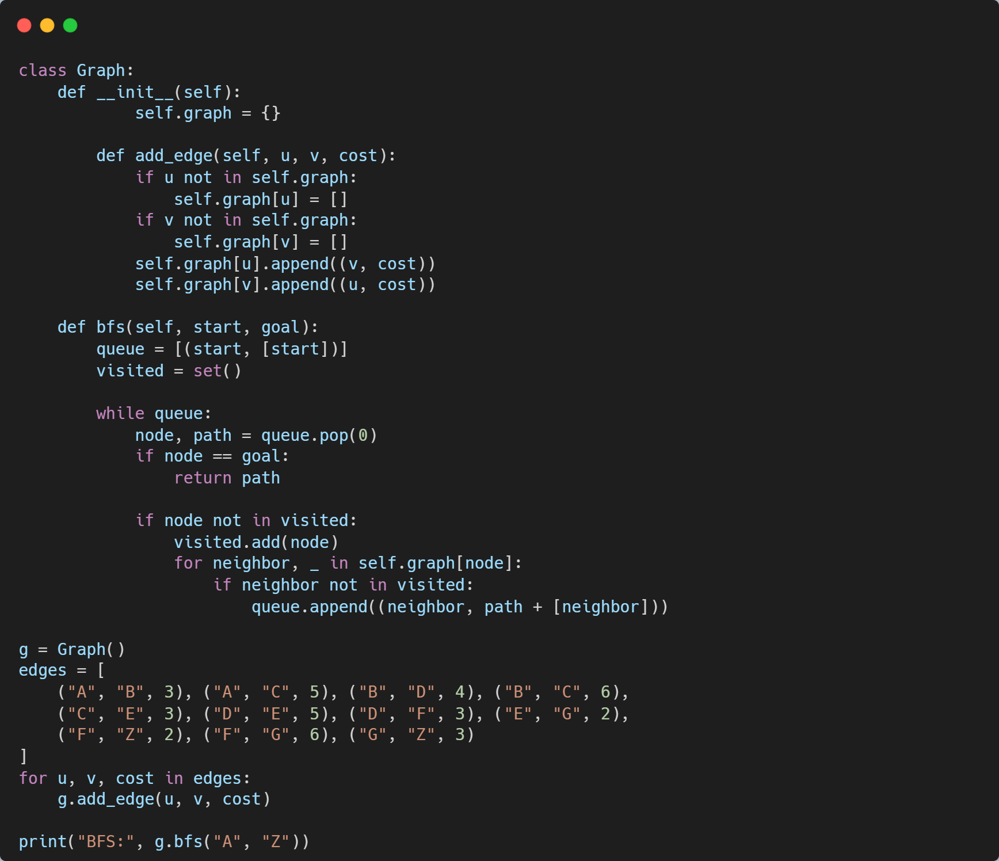 class Graph:
    def __init__(self):
            self.graph = {}

        def add_edge(self, u, v, cost):
            if u not in self.graph:
                self.graph[u] = []
            if v not in self.graph:
                self.graph[v] = []
            self.graph[u].append((v, cost))
            self.graph[v].append((u, cost))

    def bfs(self, start, goal):
        queue = [(start, [start])]
        visited = set()

        while queue:
            node, path = queue.pop(0)
            if node == goal:
                return path

            if node not in visited:
                visited.add(node)
                for neighbor, _ in self.graph[node]:
                    if neighbor not in visited:
                        queue.append((neighbor, path + [neighbor]))

g = Graph()
edges = [
    ("A", "B", 3), ("A", "C", 5), ("B", "D", 4), ("B", "C", 6),
    ("C", "E", 3), ("D", "E", 5), ("D", "F", 3), ("E", "G", 2),
    ("F", "Z", 2), ("F", "G", 6), ("G", "Z", 3)
]
for u, v, cost in edges:
    g.add_edge(u, v, cost)

print("BFS:", g.bfs("A", "Z"))